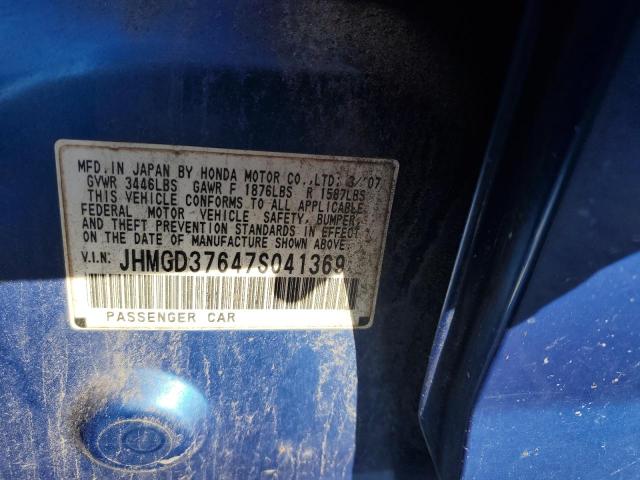 MFD. IN JAPAN BY HONDA MOTOR CO.,LTD: 3/'07
GVWR 3446LBS GAWR F 1876LBS R 1587LBS
THIS VEHICLE CONFORMS TO ALL APPLICABLE
FEDERAL MOTOR VEHICLE SAFETY, BUMPER,
AND THEFT PREVENTION STANDARDS IN EFFECT
ON THE DATE OF MANUFACTURE SHOWN ABOVE.
V.I.N: JHMGD37647S041369
PASSENGER CAR